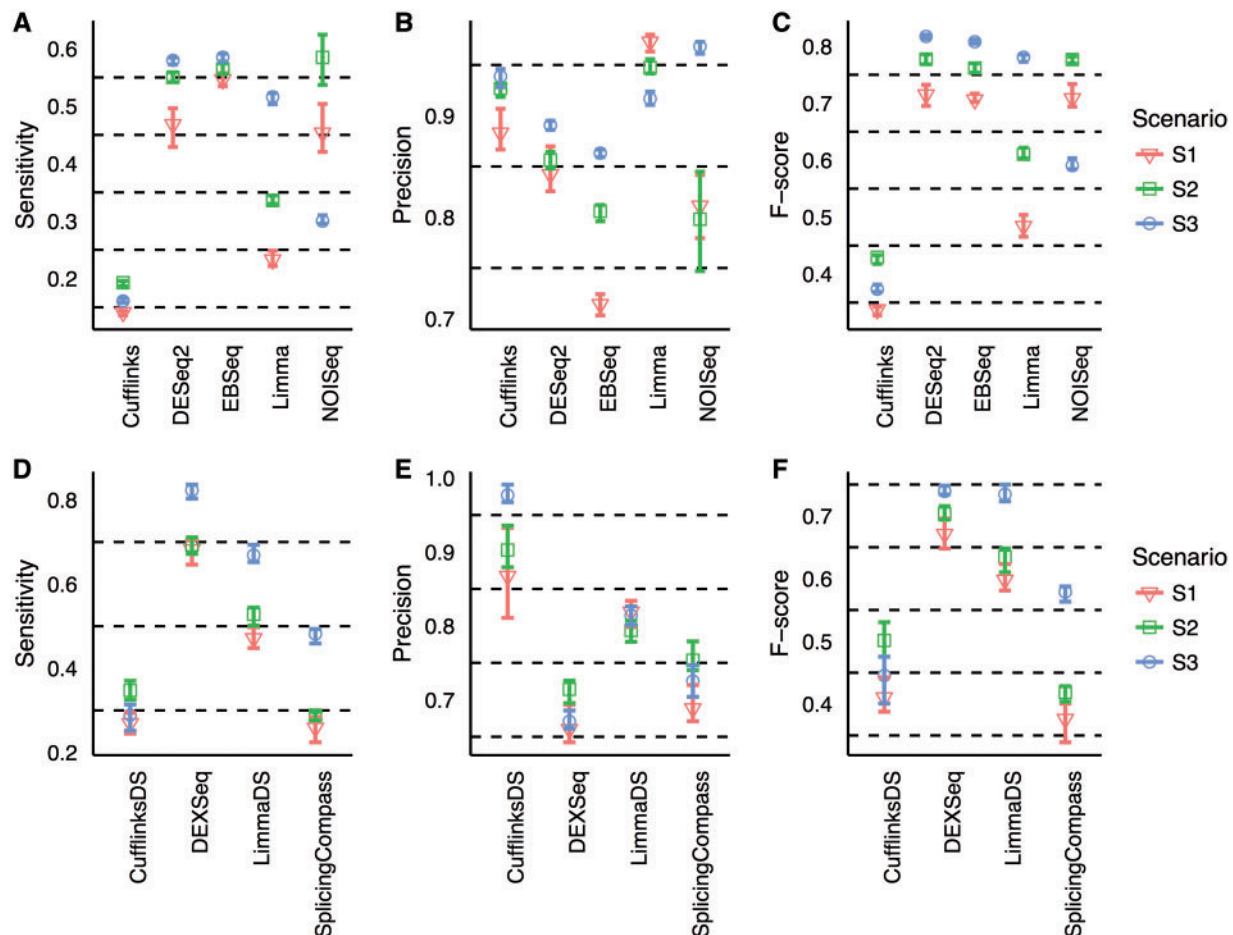 A
Sensitivity
0.6
0.5
0.4
0.3
0.2
Cufflinks
DESeq2
EBSeq
Limma
NOISeq
B
Precision
0.9
0.8
0.7
Cufflinks
DESeq2
EBSeq
Limma
NOISeq
C
F-score
0.8
0.7
0.6
0.5
0.4
Cufflinks
DESeq2
EBSeq
Limma
NOISeq
Scenario
S1
S2
S3
D
Sensitivity
0.8
0.6
0.4
0.2
CufflinksDS
DEXSeq
LimmaDS
SplicingCompass
E
Precision
1.0
0.9
0.8
0.7
CufflinksDS
DEXSeq
LimmaDS
SplicingCompass
F
F-score
0.7
0.6
0.5
0.4
CufflinksDS
DEXSeq
LimmaDS
SplicingCompass
Scenario
S1
S2
S3